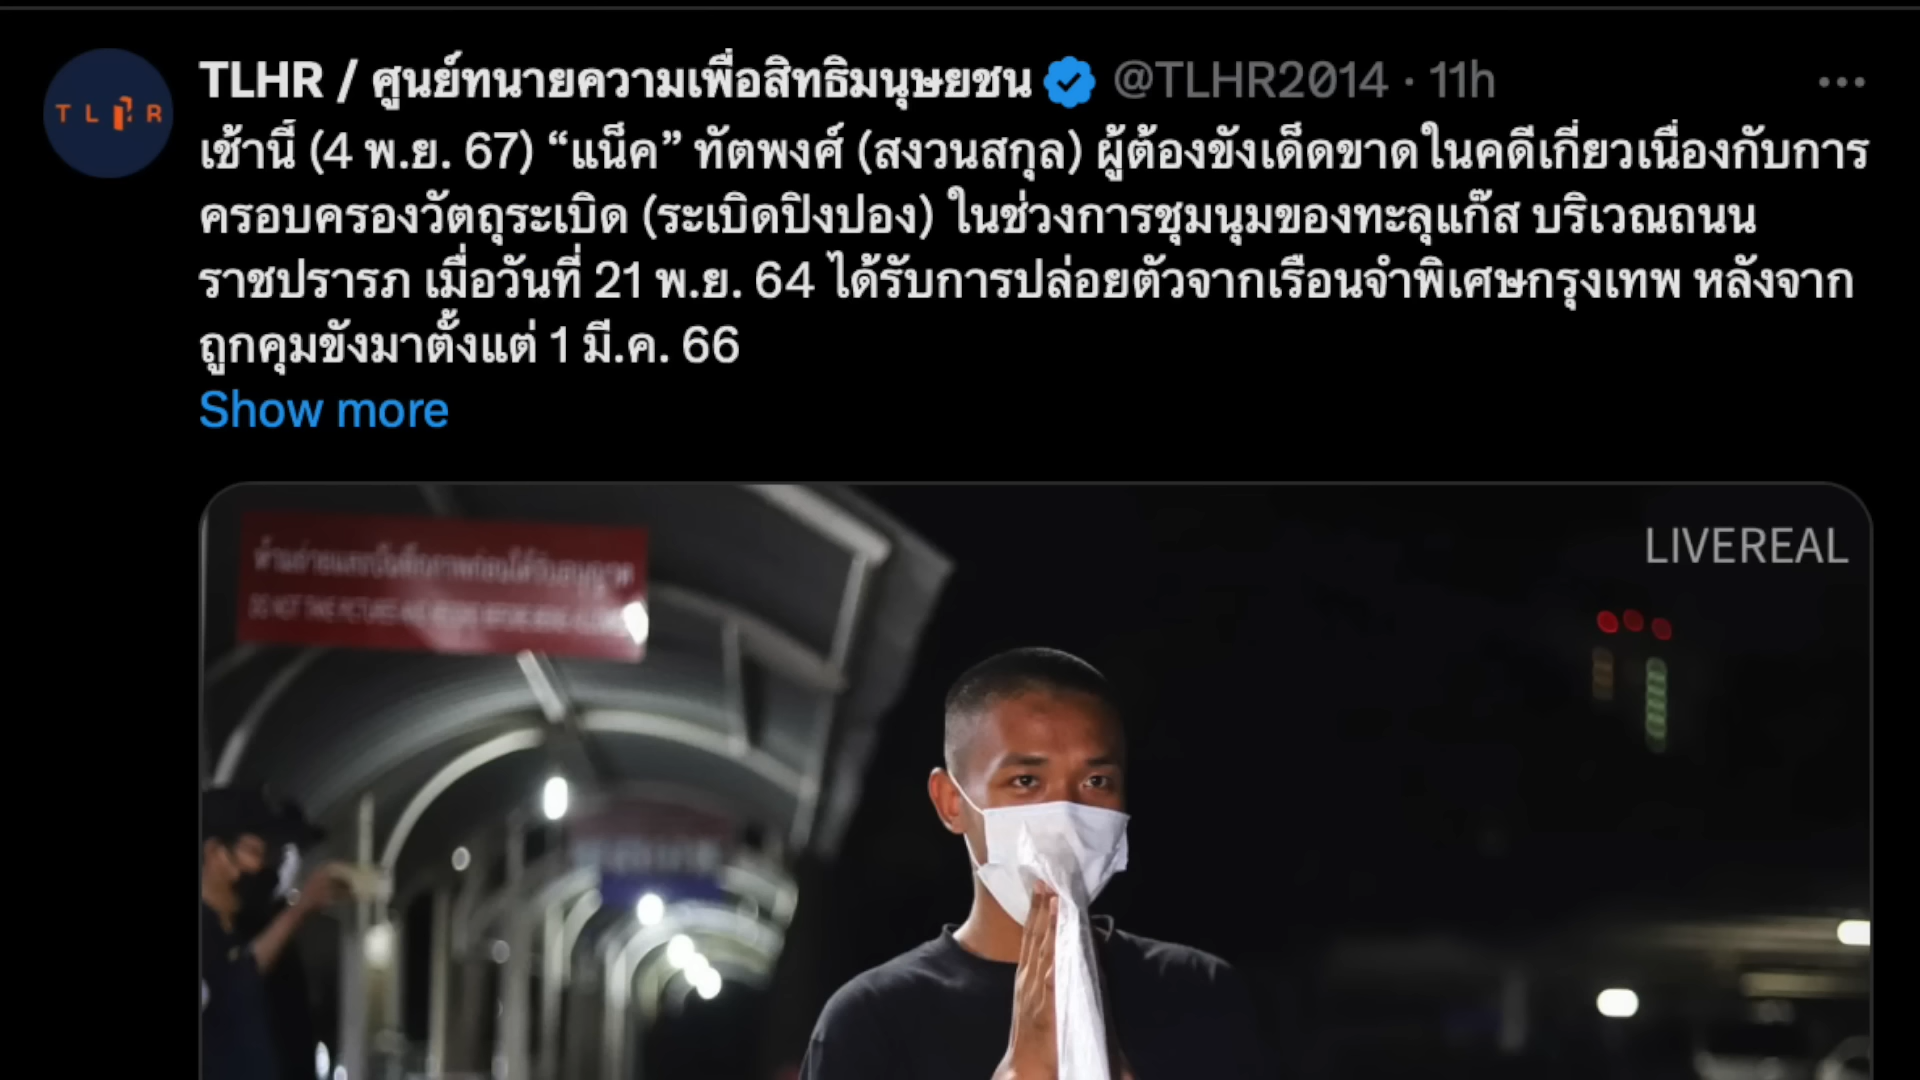 TLHR
TLHR / ศูนย์ทนายความเพื่อสิทธิมนุษยชน @TLHR2014 · 11h
เช้านี้ (4 พ.ย. 67) “แน็ค” ทัตพงศ์ (สงวนสกุล) ผู้ต้องขังเด็ดขาดในคดีเกี่ยวเนื่องกับการ
ครอบครองวัตถุระเบิด (ระเบิดปิงปอง) ในช่วงการชุมนุมของทะลุแก๊ส บริเวณถนน
ราชปรารภ เมื่อวันที่ 21 พ.ย. 64 ได้รับการปล่อยตัวจากเรือนจำพิเศษกรุงเทพ หลังจาก
ถูกคุมขังมาตั้งแต่ 1 มี.ค. 66
Show more
LIVEREAL